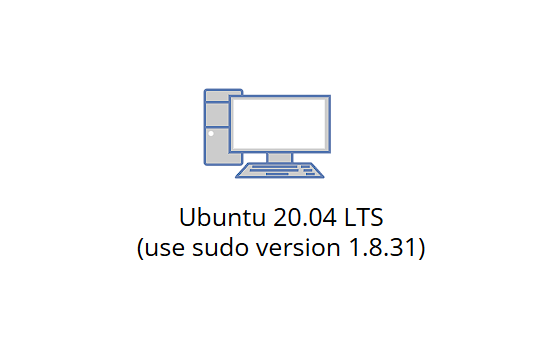 Ubuntu 20.04 LTS
(use sudo version 1.8.31)